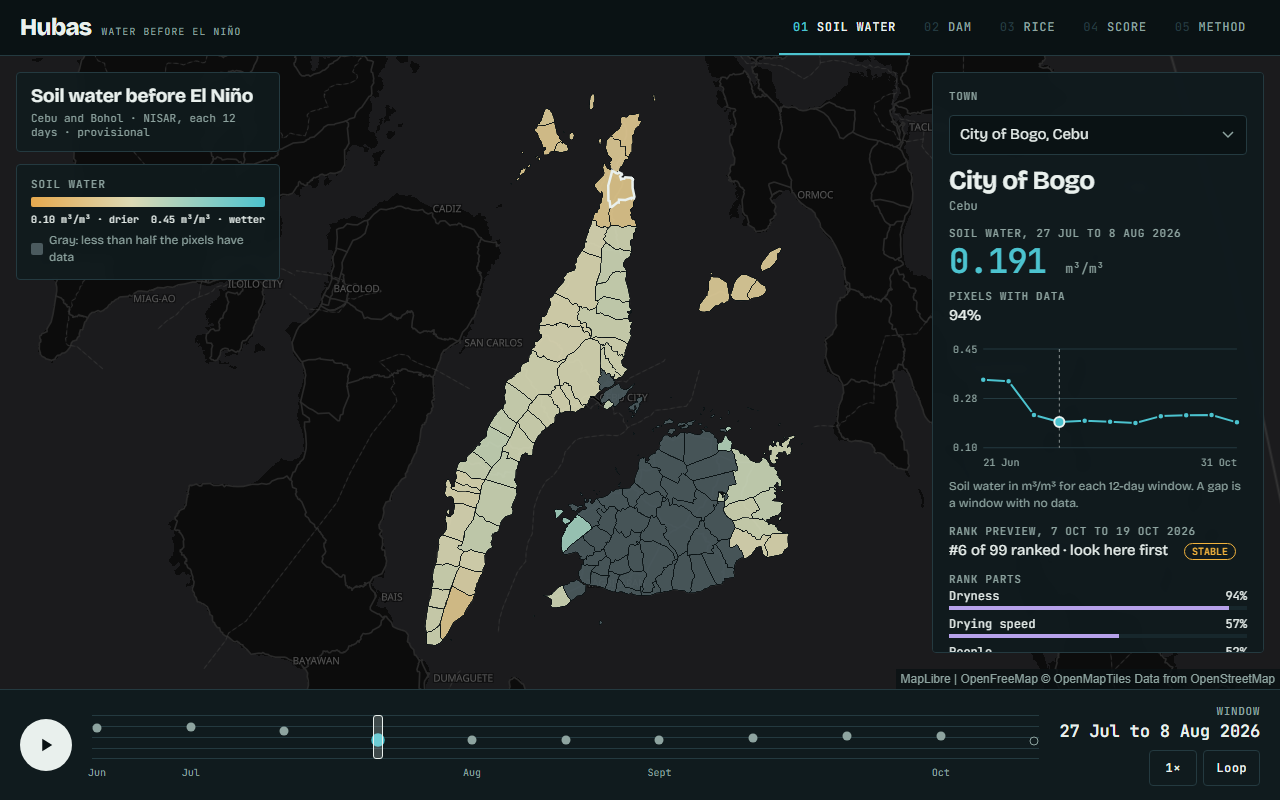 Hubas WATER BEFORE EL NIÑO
01 SOIL WATER
02 DAM
03 RICE
04 SCORE
05 METHOD
Soil water before El Niño
Cebu and Bohol · NISAR, each 12
days · provisional
SOIL WATER
0.10 m³/m³ · drier 0.45 m³/m³ · wetter
Gray: less than half the pixels have
data
CADIZ
ILOILO CITY
MIAG-AO
BACOLOD
SAN CARLOS
ORMOC
CITY
BAIS
BAYAWAN
DUMAGUETE
TOWN
City of Bogo, Cebu
City of Bogo
Cebu
SOIL WATER, 27 JUL TO 8 AUG 2026
0.191 m³/m³
PIXELS WITH DATA
94%
0.45
0.28
0.10
21 Jun 31 Oct
Soil water in m³/m³ for each 12-day window. A gap is
a window with no data.
RANK PREVIEW, 7 OCT TO 19 OCT 2026
#6 of 99 ranked · look here first STABLE
RANK PARTS
Dryness 94%
Drying speed 57%
People 52%
MapLibre | OpenFreeMap © OpenMapTiles Data from OpenStreetMap
Jun Jul Aug Sept Oct
WINDOW
27 Jul to 8 Aug 2026
1× Loop